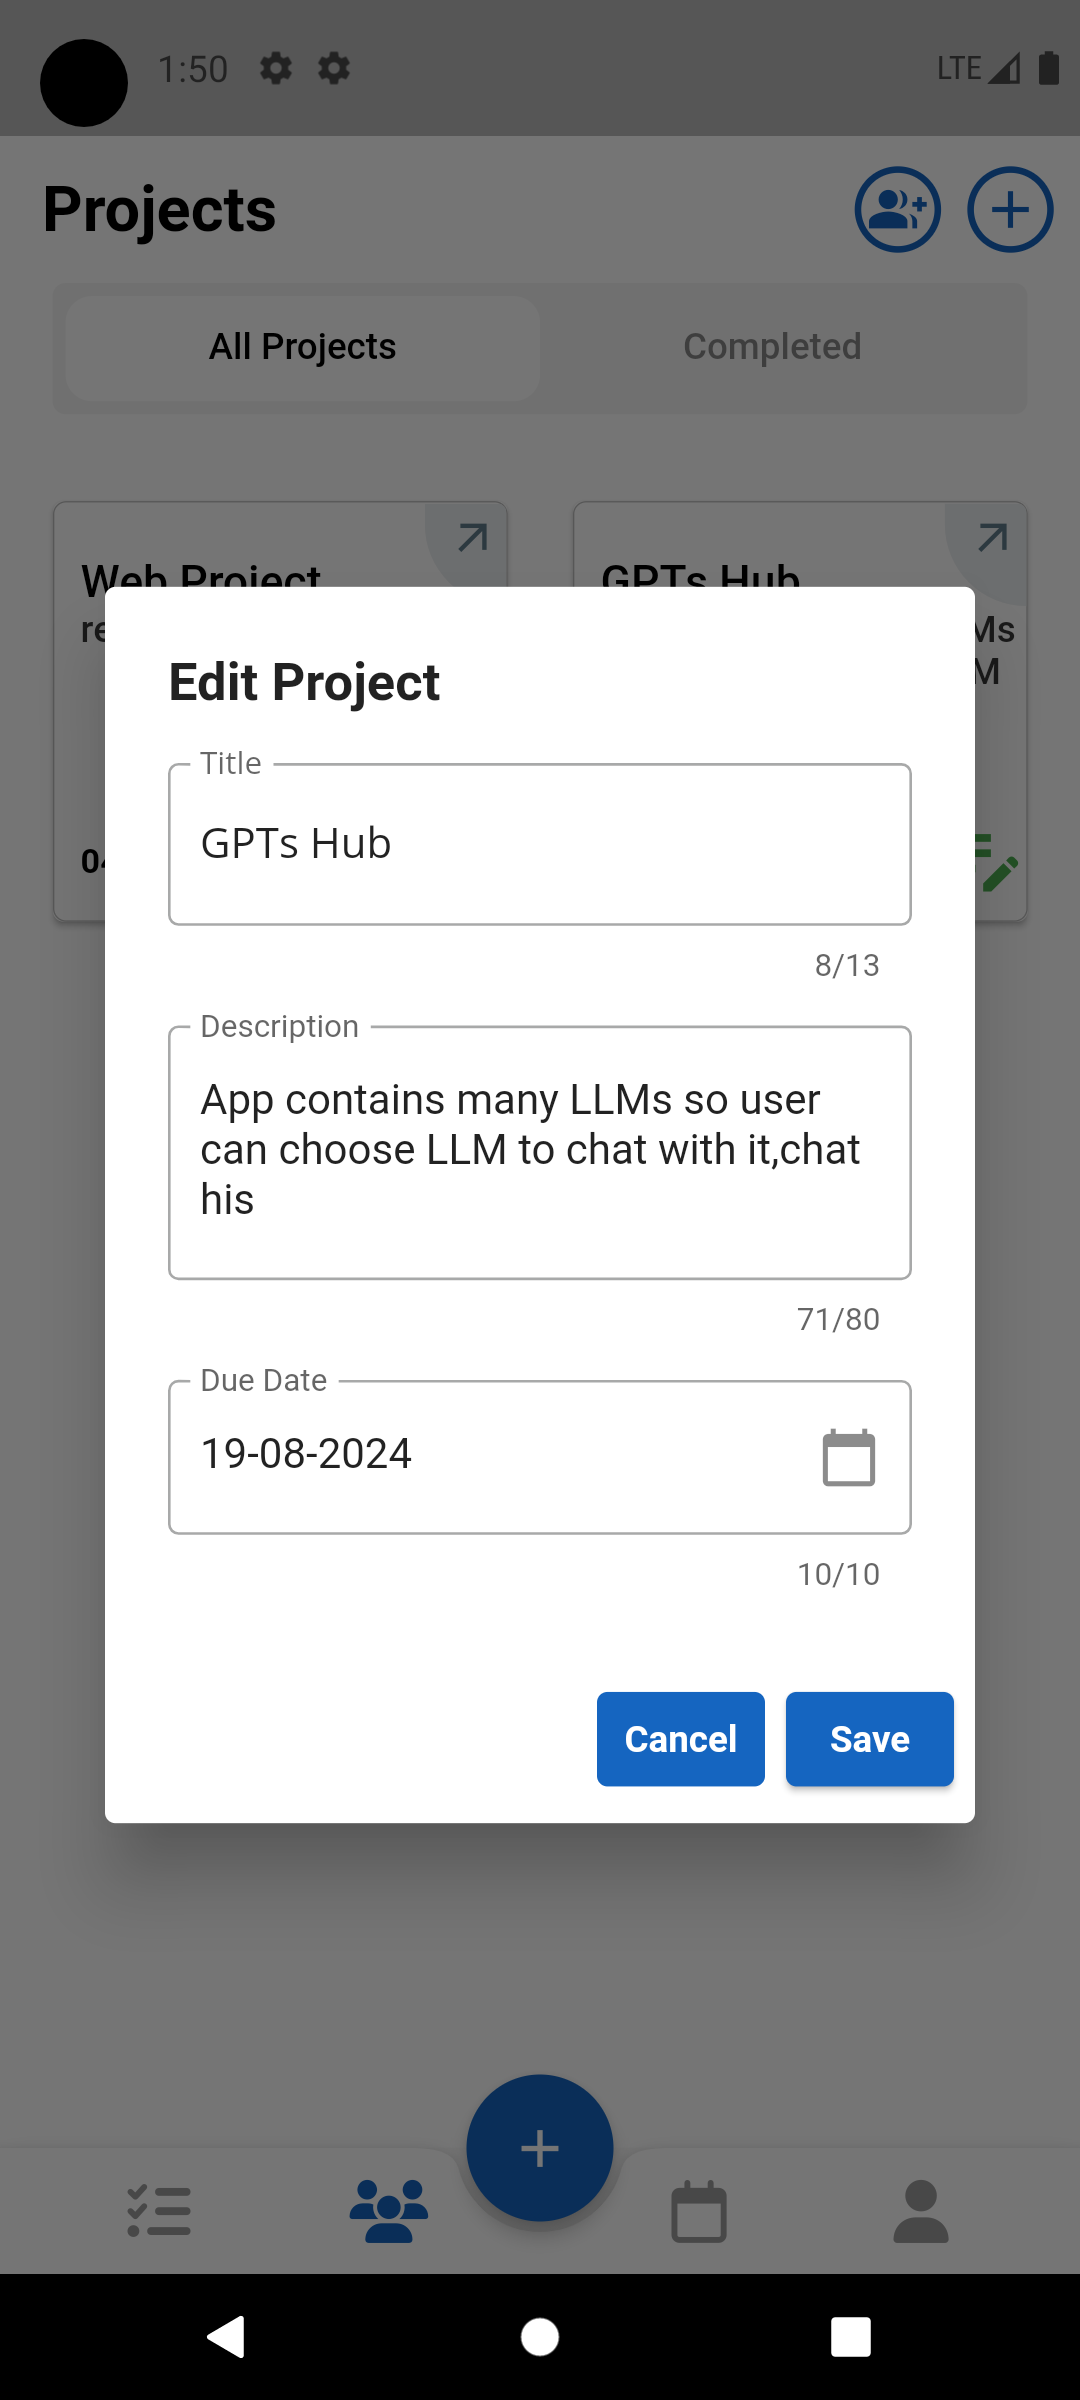 1:50
LTE
Projects
All Projects
Completed
Web Project
GPTs Hub
re
Ms
M
04
Edit Project
Title
GPTs Hub
8/13
Description
App contains many LLMs so user
can choose LLM to chat with it,chat
his
71/80
Due Date
19-08-2024
10/10
Cancel
Save